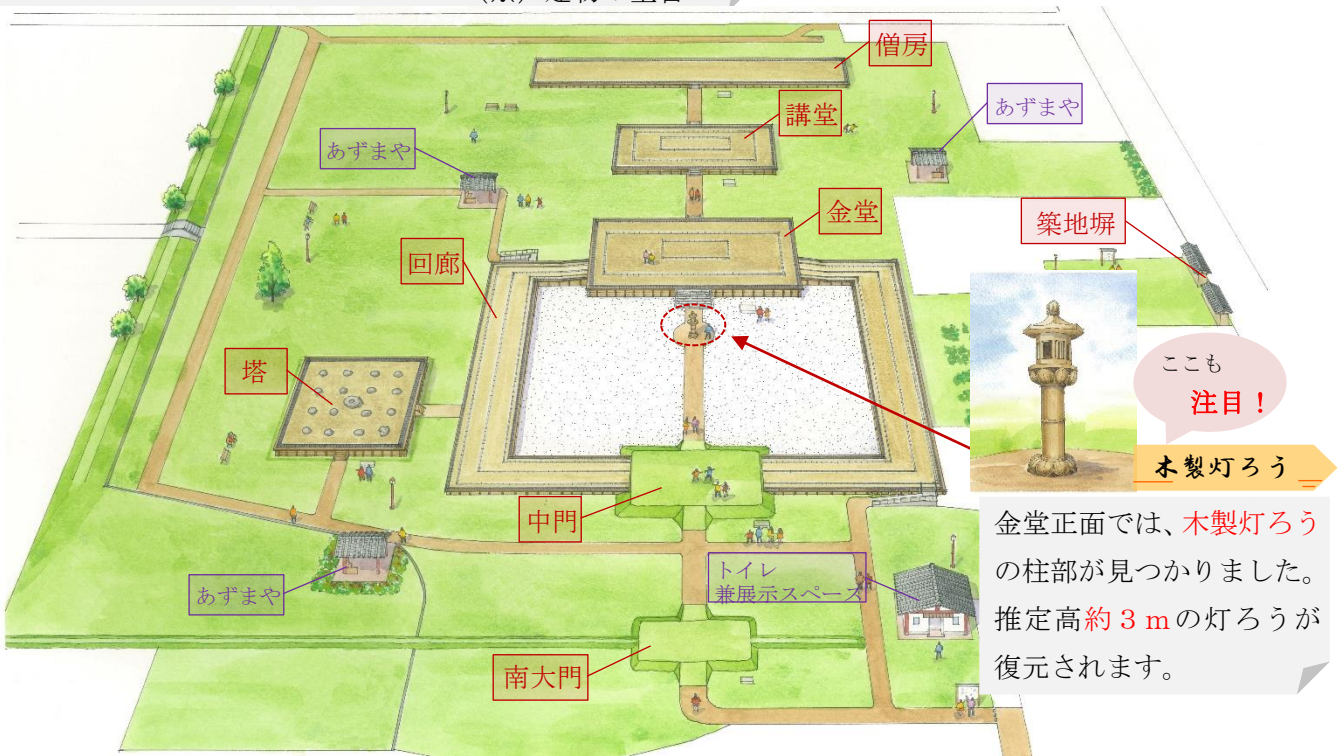 僧房
講堂
あずまや
あずまや
金堂
築地塀
回廊
ここも
注目！
塔
木製灯ろう
中門
金堂正面では、木製灯ろう
の柱部が見つかりました。
推定高約３ｍの灯ろうが
復元されます。
トイレ
兼展示スペース
あずまや
南大門